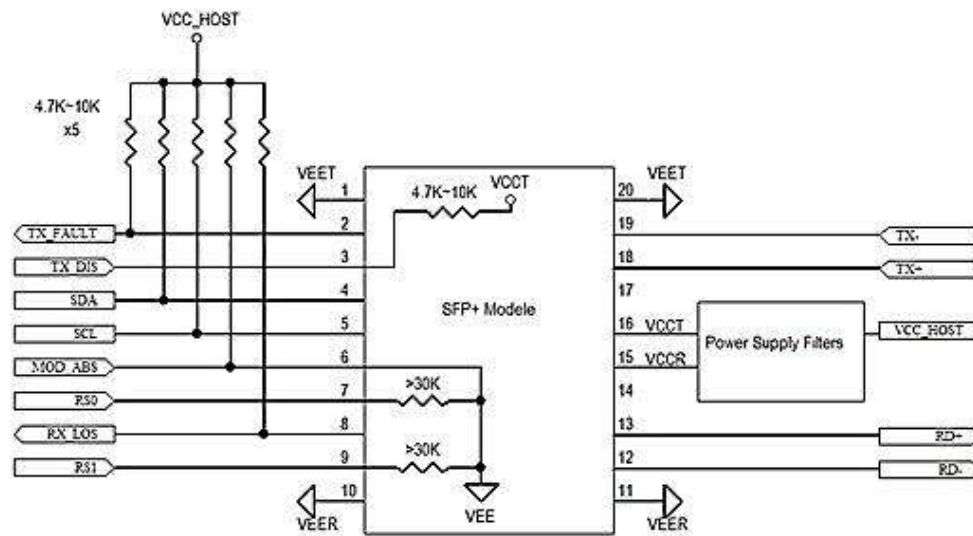 VCC_HOST
4.7K~10K
x5
VEET
1
4.7K~10K
VCCT
20
VEET
TX_FAULT
2
19
TX-
TX_DIS
3
18
TX+
SDA
4
17
SFP+ Modele
SCL
5
16
VCCT
Power Supply Filters
VCC_HOST
MOD_ABS
6
15
VCCR
RS0
7
>30K
14
RX_LOS
8
13
RD+
RS1
9
>30K
12
RD-
10
VEER
VEE
11
VEER